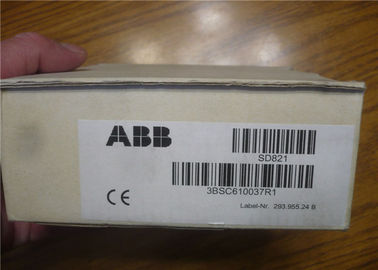 ABB
SD821
3BSC610037R1
CE
Label-Nr. 293.955.24 B